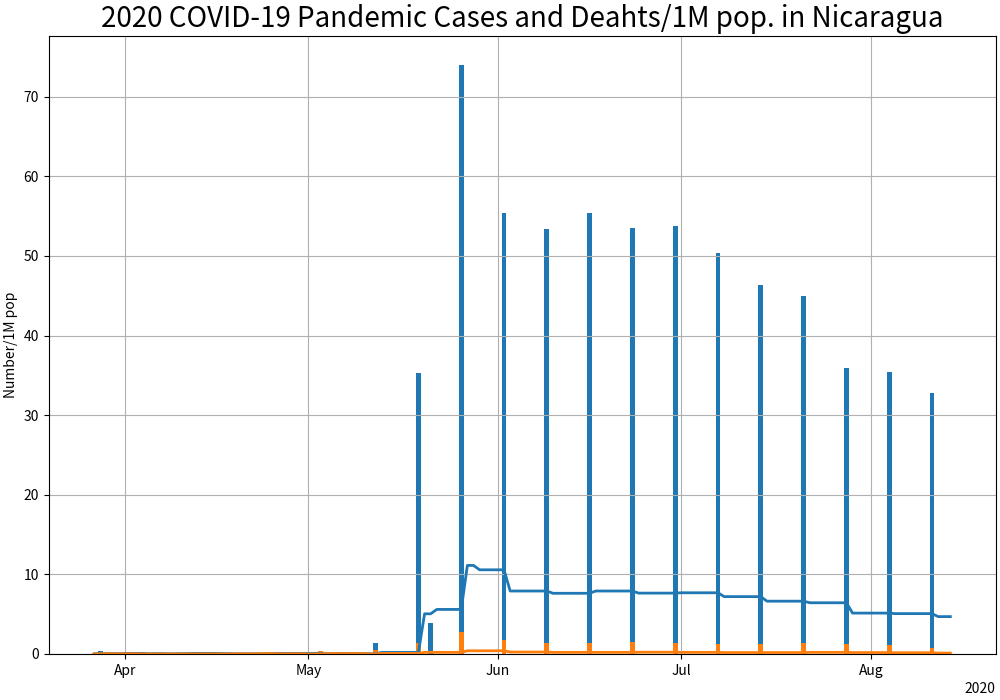 2020 COVID-19 Pandemic Cases and Deahts/1M pop. in Nicaragua
Number/1M pop
70
60
50
40
30
20
10
0
Apr
May
Jun
Jul
Aug
2020